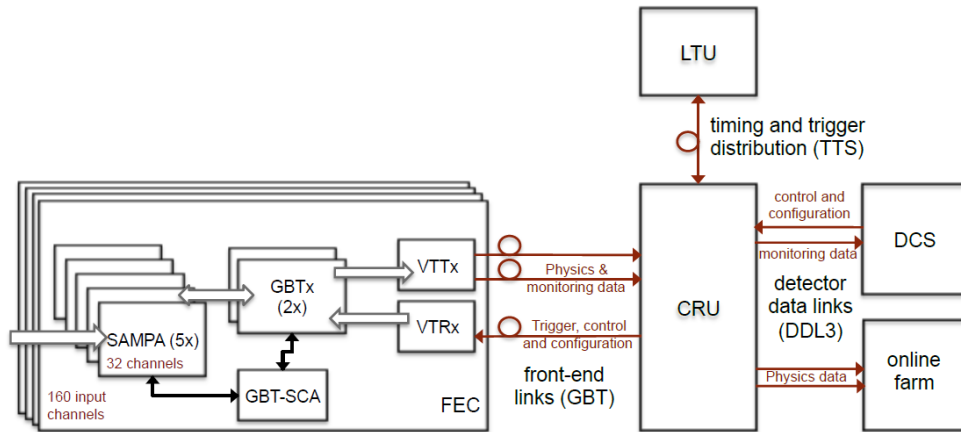 LTU
timing and trigger
distribution (TTS)
control and
configuration
DCS
monitoring data
VTTx
GBTx
(2x)
Physics &
monitoring data
CRU
detector
data links
(DDL3)
VTRx
SAMPA (5x)
32 channels
Trigger, control
and configuration
online
farm
Physics data
front-end
links (GBT)
160 input
channels
GBT-SCA
FEC